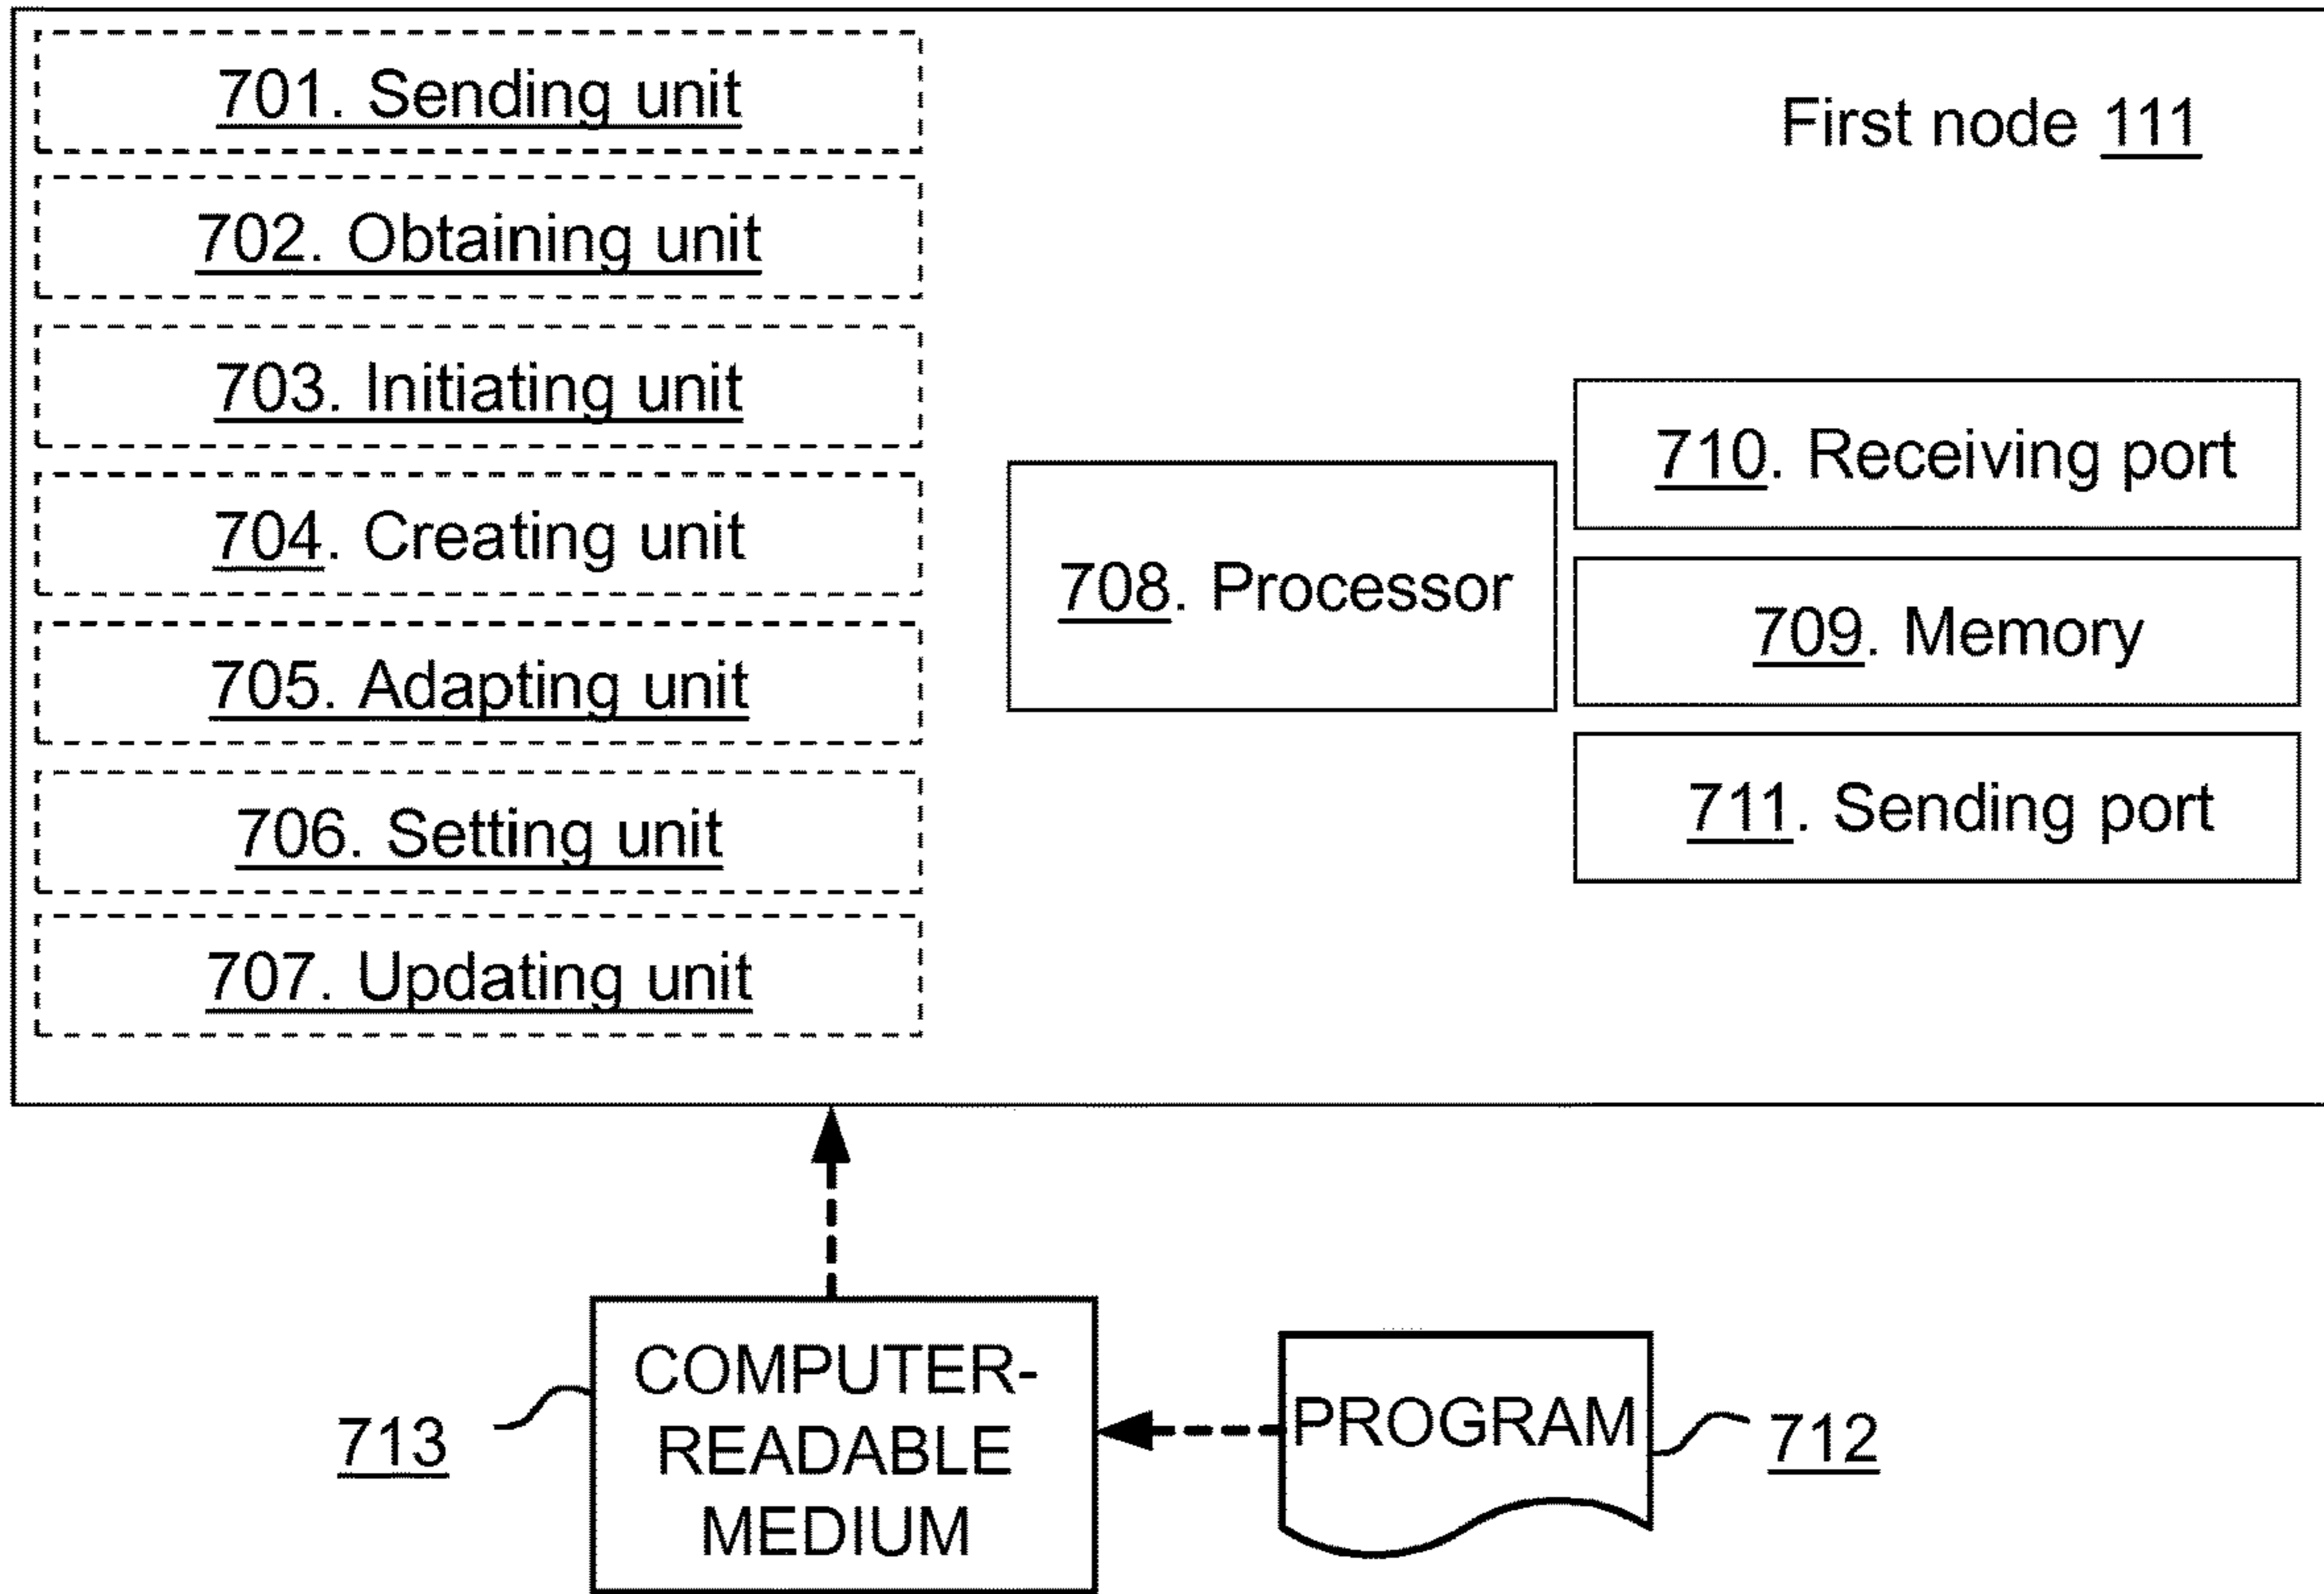 701. Sending unit
First node 111
702. Obtaining unit
703. Initiating unit
704. Creating unit
705. Adapting unit
706. Setting unit
707. Updating unit
708. Processor
710. Receiving port
709. Memory
711. Sending port
713
COMPUTER-
READABLE
MEDIUM
PROGRAM
712